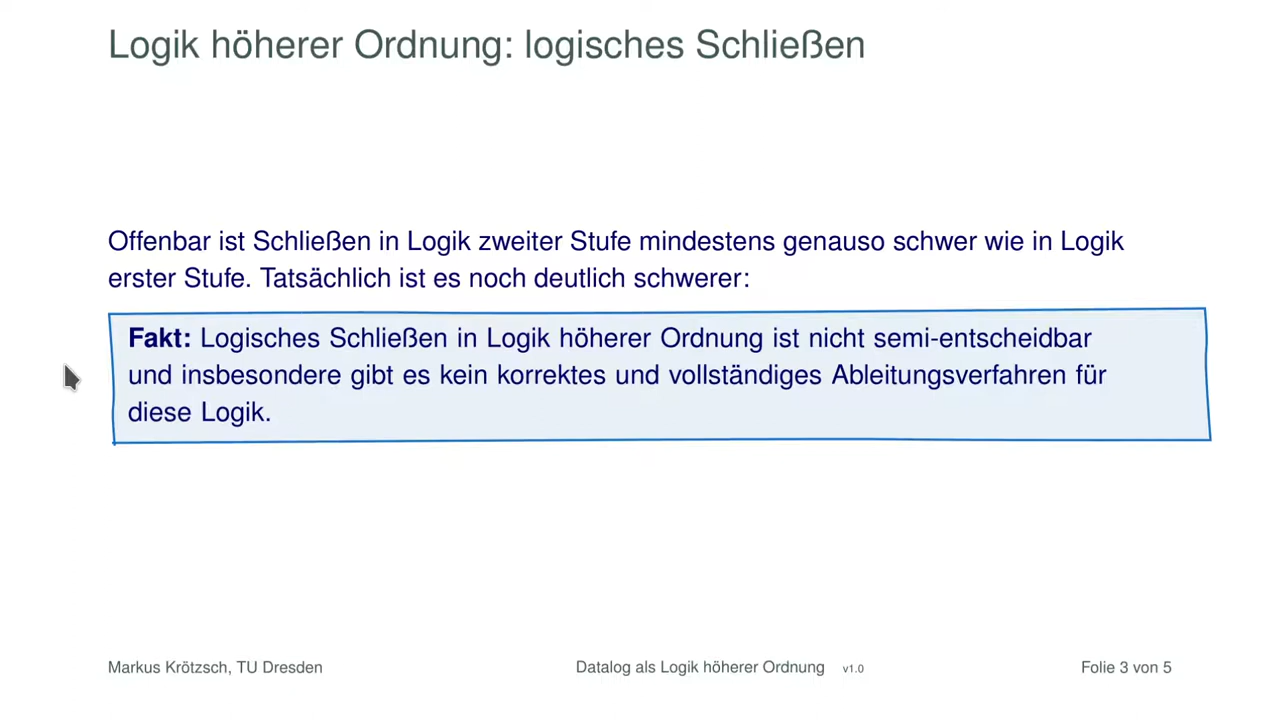 Logik höherer Ordnung: logisches Schließen
Offenbar ist Schließen in Logik zweiter Stufe mindestens genauso schwer wie in Logik
erster Stufe. Tatsächlich ist es noch deutlich schwerer:
Fakt: Logisches Schließen in Logik höherer Ordnung ist nicht semi-entscheidbar
und insbesondere gibt es kein korrektes und vollständiges Ableitungsverfahren für
diese Logik.
Markus Krötzsch, TU Dresden Datalog als Logik höherer Ordnung v1.0 Folie 3 von 5